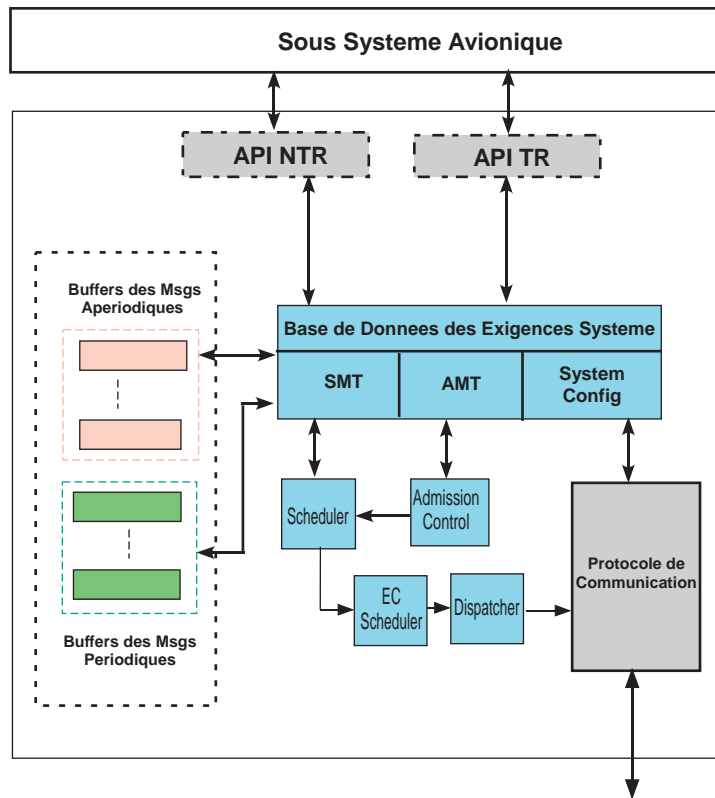 Sous Systeme Avionique
API NTR
API TR
Buffers des Msgs
Aperiodiques
Base de Donnees des Exigences Systeme
SMT
AMT
System
Config
Scheduler
Admission
Control
Protocole de
Communication
EC
Scheduler
Dispatcher
Buffers des Msgs
Periodiques